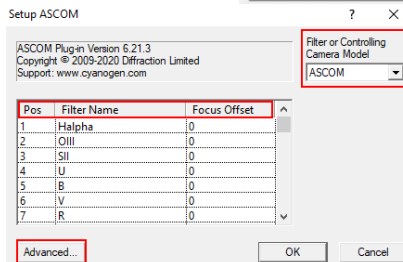 Setup ASCOM ? ×
ASCOM Plug-in Version 6.21.3
Copyright © 2009-2020 Diffraction Limited
Support: www.cyanogen.com
Filter or Controlling
Camera Model
ASCOM
Pos Filter Name Focus Offset
1 Halpha 0
2 OIII 0
3 SII 0
4 U 0
5 B 0
6 V 0
7 R 0
Advanced... OK Cancel